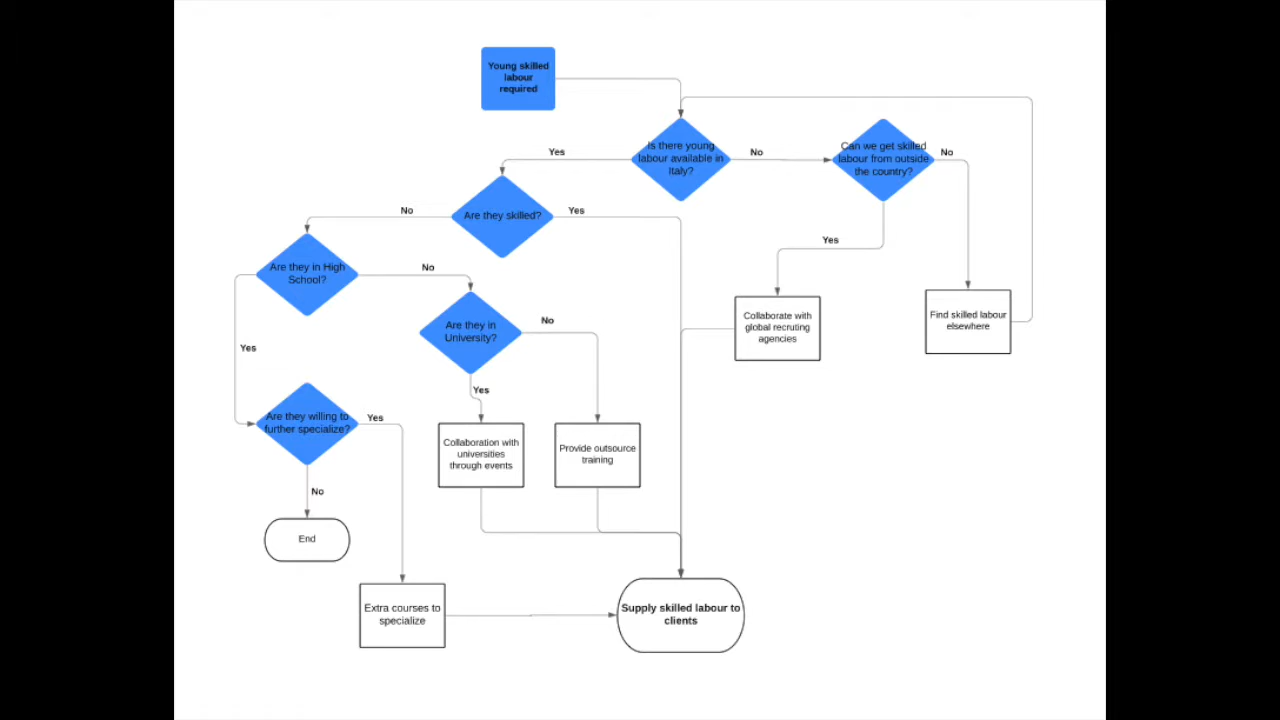 Young skilled
labour
required
Is there young
labour available in
Italy?
Can we get skilled
labour from outside
the country?
Yes
No
No
Are they skilled?
No
Yes
Yes
Are they in High
School?
No
Are they in
University?
No
Collaborate with
global recruting
agencies
Find skilled labour
elsewhere
Yes
Yes
Are they willing to
further specialize?
Yes
Collaboration with
universities
through events
Provide outsource
training
No
End
Extra courses to
specialize
Supply skilled labour to
clients